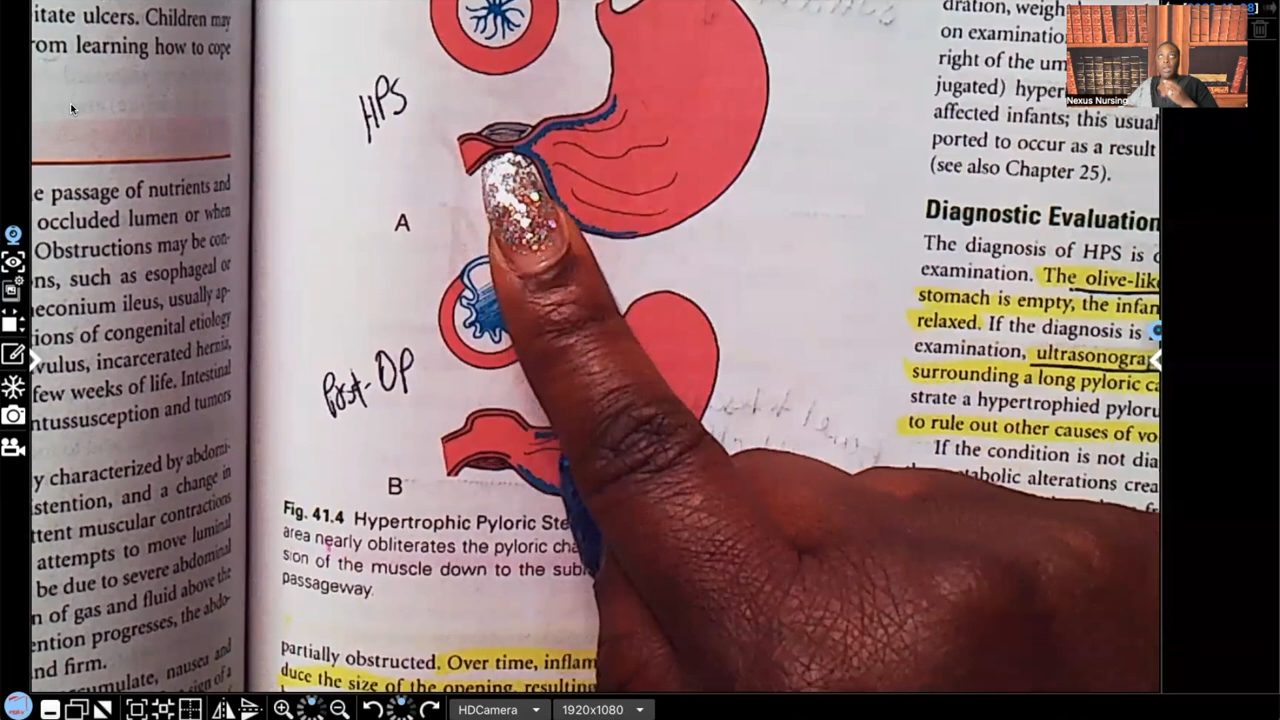 itate ulcers. Children may
rom learning how to cope
e passage of nutrients and
occluded lumen or when
Obstructions may be con-
ns, such as esophageal or
neconium ileus, usually ap-
ions of congenital etiology
vulus, incarcerated hernia,
few weeks of life. Intestinal
ntussusception and tumors
y characterized by abdomi-
stention, and a change in
ttent muscular contractions
attempts to move luminal
be due to severe abdominal
n of gas and fluid above the
ention progresses, the abdo-
nd firm.
nausea and
HPS
A
Post-OP
B
Fig. 41.4 Hypertrophic Pyloric Ste
area nearly obliterates the pyloric cha
sion of the muscle down to the sub
passageway.
partially obstructed. Over time, inflam
duce the size of the opening, resulting
dration, weigh
on examinatio
right of the um
jugated) hyper
affected infants; this usual
ported to occur as a result
(see also Chapter 25).
Diagnostic Evaluation
The diagnosis of HPS is
examination. The olive-lik
stomach is empty, the infan
relaxed. If the diagnosis is
examination, ultrasonograp
surrounding a long pyloric ca
strate a hypertrophied pyloru
to rule out other causes of vo
If the condition is not dia
abolic alterations crea
Nexus Nursing
HDCamera
1920x1080